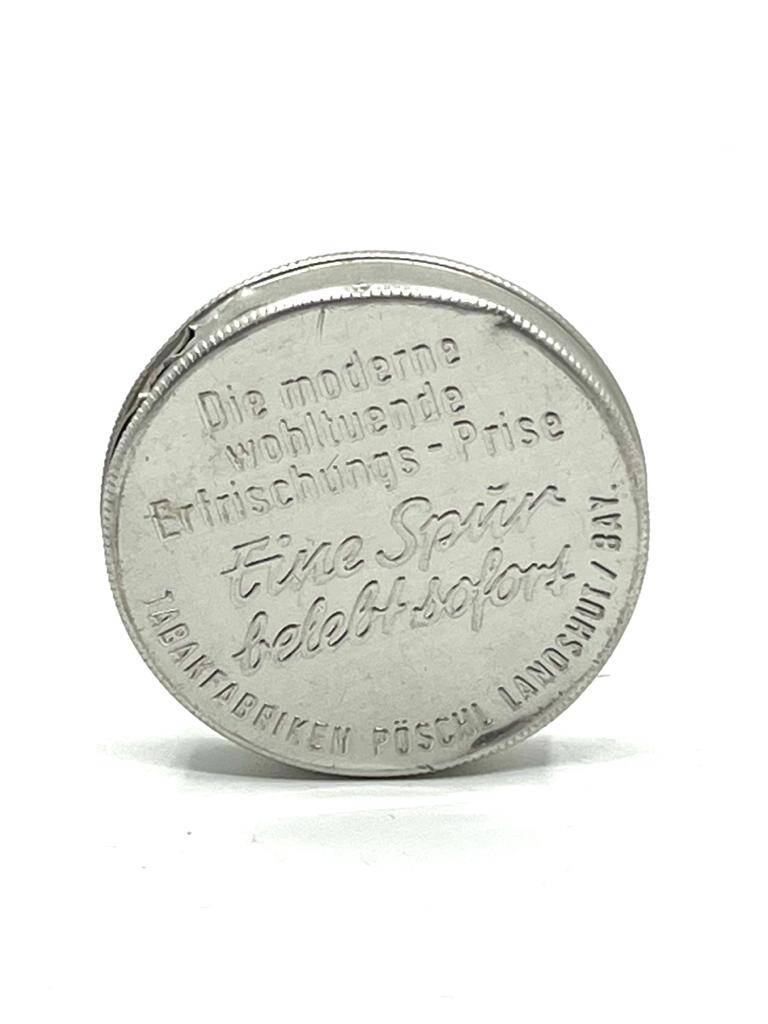 Die moderne
wohltuende
Erfrischungs-Prise
Eine Spur
belebt sofort
TABAKFABRIKEN PÖSCHL LANDSHUT/BAY.